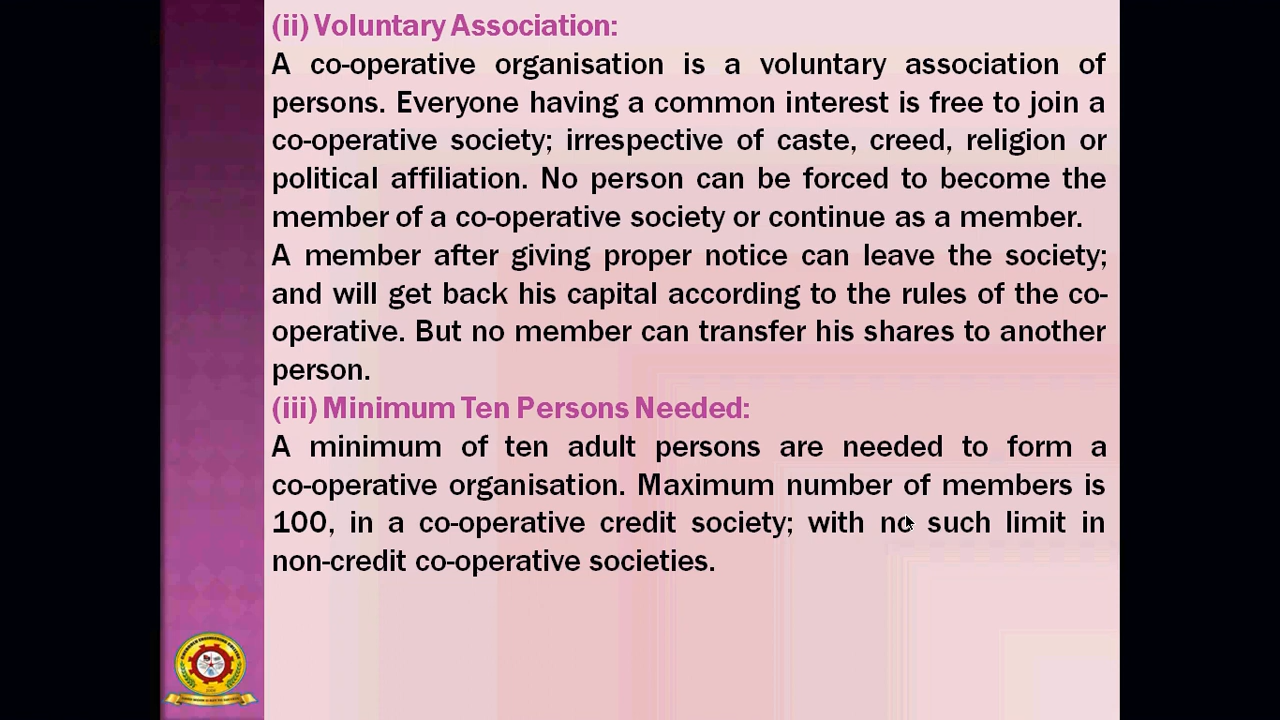 (ii) Voluntary Association:
A co-operative organisation is a voluntary association of
persons. Everyone having a common interest is free to join a
co-operative society; irrespective of caste, creed, religion or
political affiliation. No person can be forced to become the
member of a co-operative society or continue as a member.
A member after giving proper notice can leave the society;
and will get back his capital according to the rules of the co-
operative. But no member can transfer his shares to another
person.
(iii) Minimum Ten Persons Needed:
A minimum of ten adult persons are needed to form a
co-operative organisation. Maximum number of members is
100, in a co-operative credit society; with no such limit in
non-credit co-operative societies.